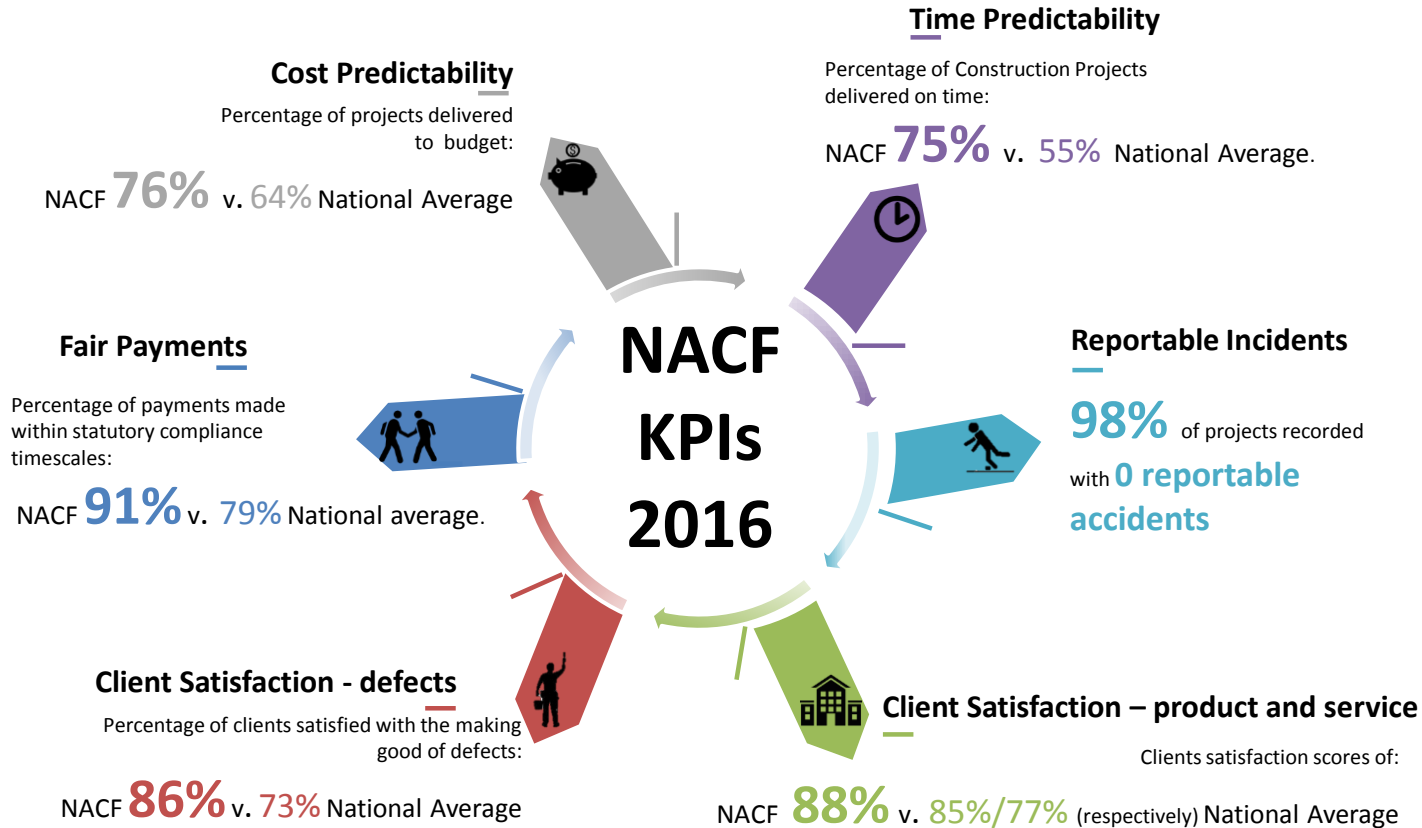 Time Predictability
Percentage of Construction Projects
delivered on time:
NACF 75% v. 55% National Average.
Cost Predictability
Percentage of projects delivered
to budget:
NACF 76% v. 64% National Average
$
NACF
KPIs
2016
Reportable Incidents
98% of projects recorded
with 0 reportable
accidents
Fair Payments
Percentage of payments made
within statutory compliance
timescales:
NACF 91% v. 79% National average.
Client Satisfaction - defects
Percentage of clients satisfied with the making
good of defects:
NACF 86% v. 73% National Average
Client Satisfaction – product and service
Clients satisfaction scores of:
NACF 88% v. 85%/77% (respectively) National Average